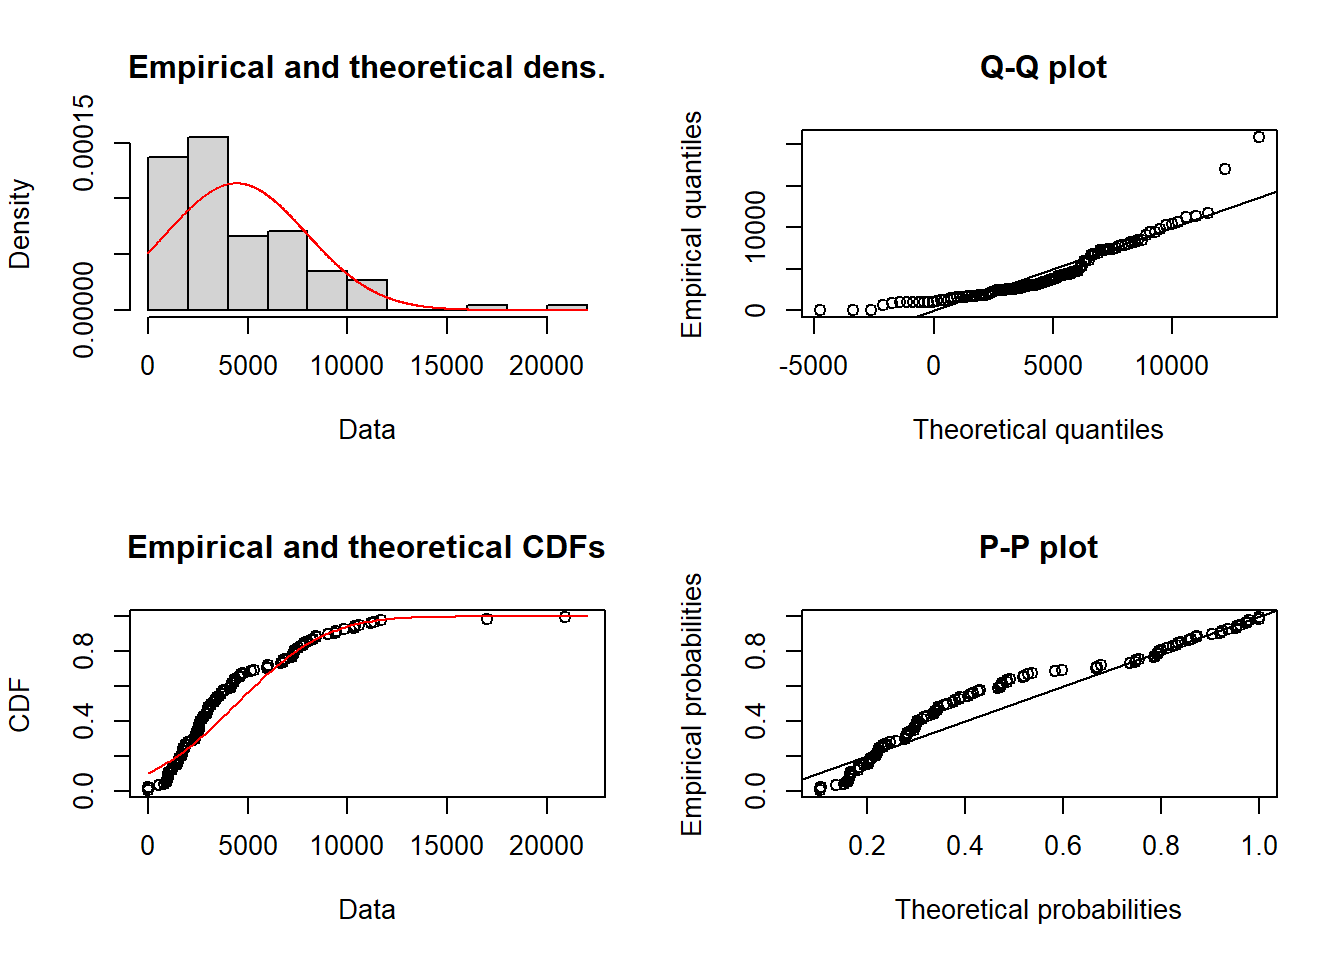 Empirical and theoretical dens.
Density
0.00000
0.00015
0
5000
10000
15000
20000
Data
Q-Q plot
Empirical quantiles
0
10000
-5000
0
5000
10000
Theoretical quantiles
Empirical and theoretical CDFs
CDF
0.0
0.4
0.8
0
5000
10000
15000
20000
Data
P-P plot
Empirical probabilities
0.0
0.4
0.8
0.2
0.4
0.6
0.8
1.0
Theoretical probabilities